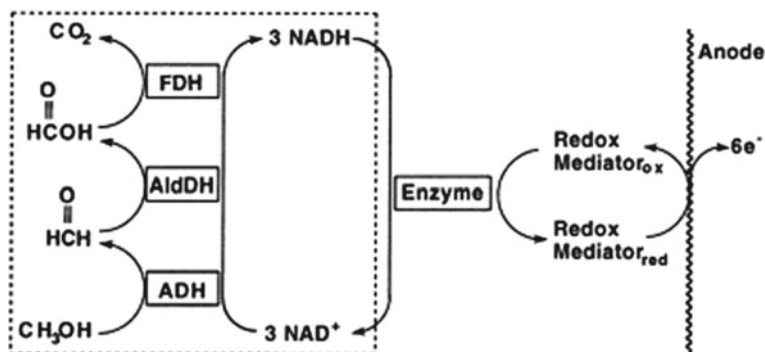 CO2
3 NADH
Anode
FDH
O
HCOH
Redox
Mediatorox
6e-
AldDH
Enzyme
O
HCH
Redox
Mediatorred
ADH
CH3OH
3 NAD+